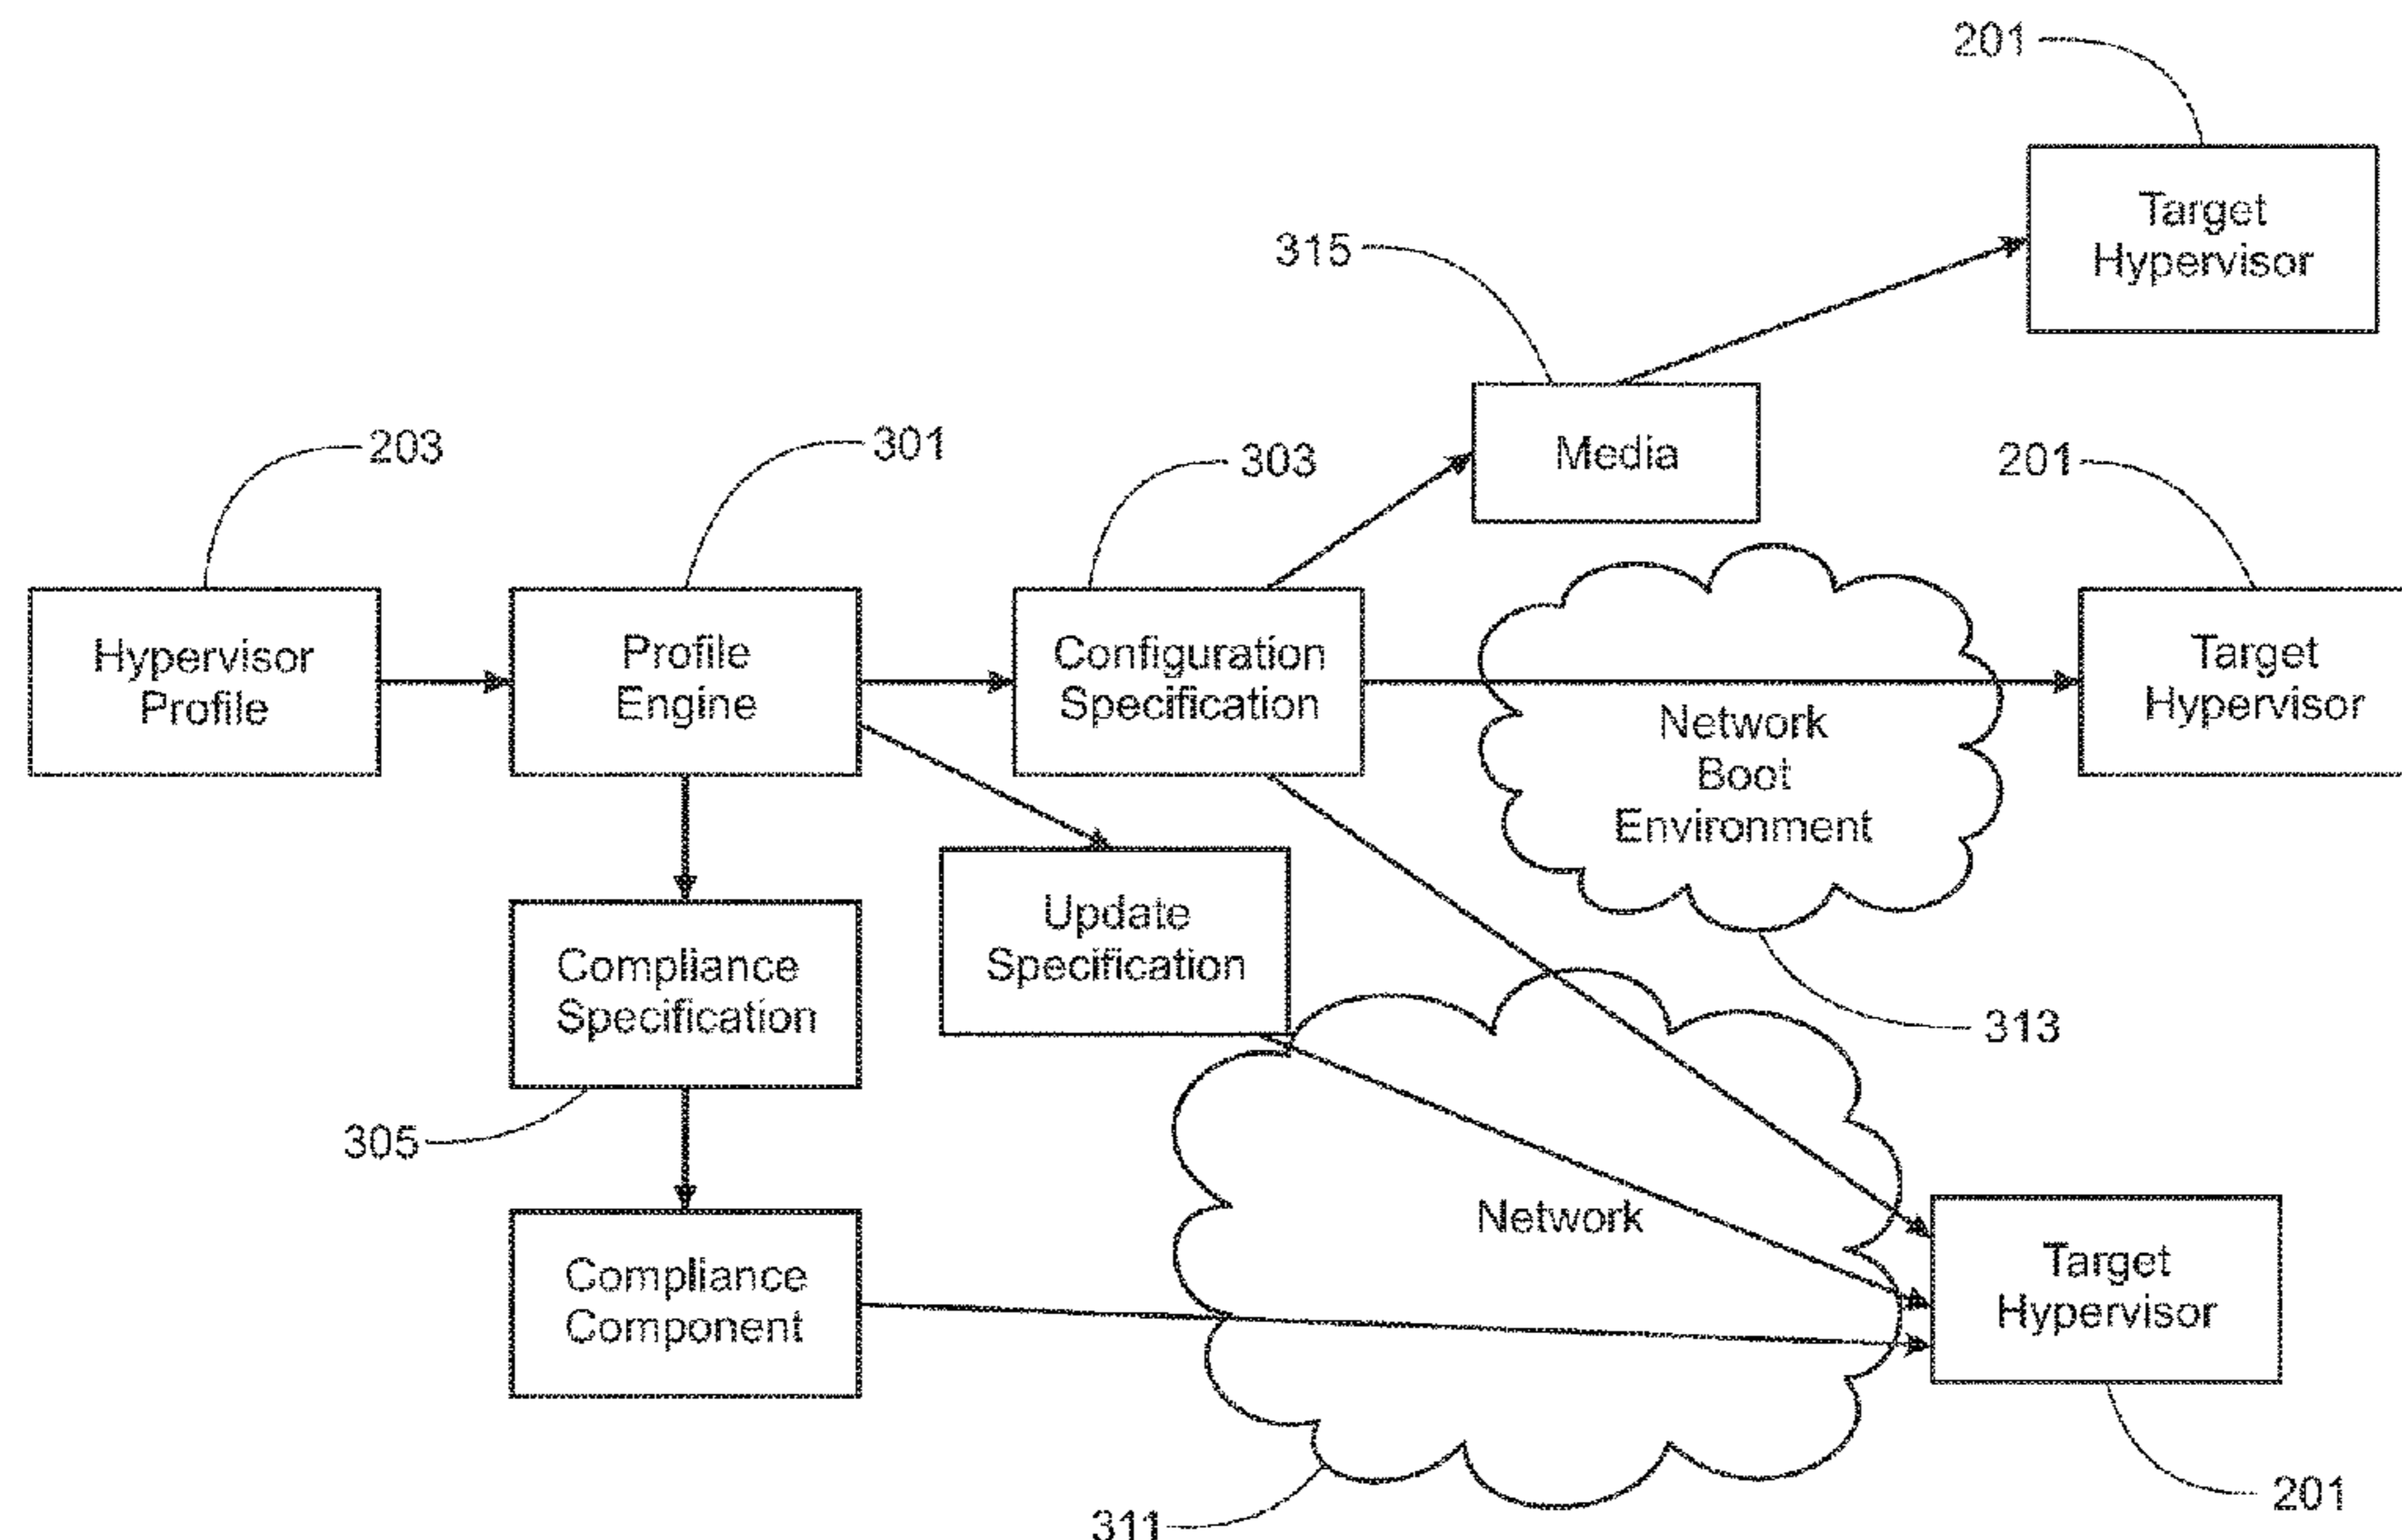 201
Target
Hypervisor
315
Media
203
301
303
201
Hypervisor
Profile
Profile
Engine
Configuration
Specification
Network
Boot
Environment
Target
Hypervisor
Update
Specification
Compliance
Specification
313
305
Network
Compliance
Component
Target
Hypervisor
311
201